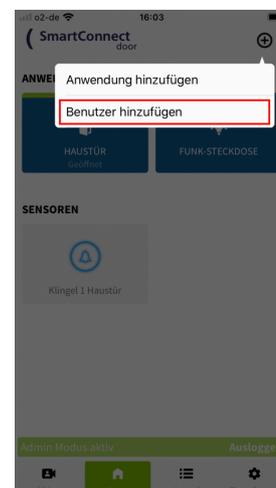 o2-de 16:03
SmartConnect
door
ANWE
Anwendung hinzufügen
Benutzer hinzufügen
HAUSTÜR FUNK-STECKDOSE
Geöffnet
SENSOREN
Klingel 1 Haustür
Admin Modus aktiv Auslogge